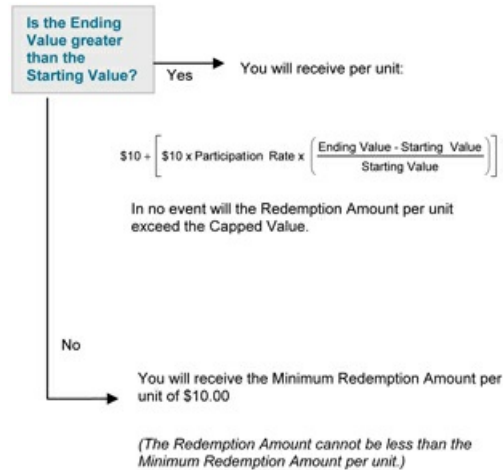 Is the Ending
Value greater
than the
Starting Value?
Yes
You will receive per unit:
$10 + [ $10 x Participation Rate x ( Ending Value - Starting Value / Starting Value ) ]
In no event will the Redemption Amount per unit
exceed the Capped Value.
No
You will receive the Minimum Redemption Amount per
unit of $10.00
(The Redemption Amount cannot be less than the
Minimum Redemption Amount per unit.)